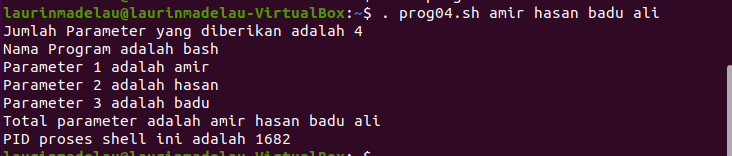 laurinmadelau@laurinmadelau-VirtualBox:~$ . prog04.sh amir hasan badu ali
Jumlah Parameter yang diberikan adalah 4
Nama Program adalah bash
Parameter 1 adalah amir
Parameter 2 adalah hasan
Parameter 3 adalah badu
Total parameter adalah amir hasan badu ali
PID proses shell ini adalah 1682
laurinmadelau@laurinmadelau-VirtualBox:~$